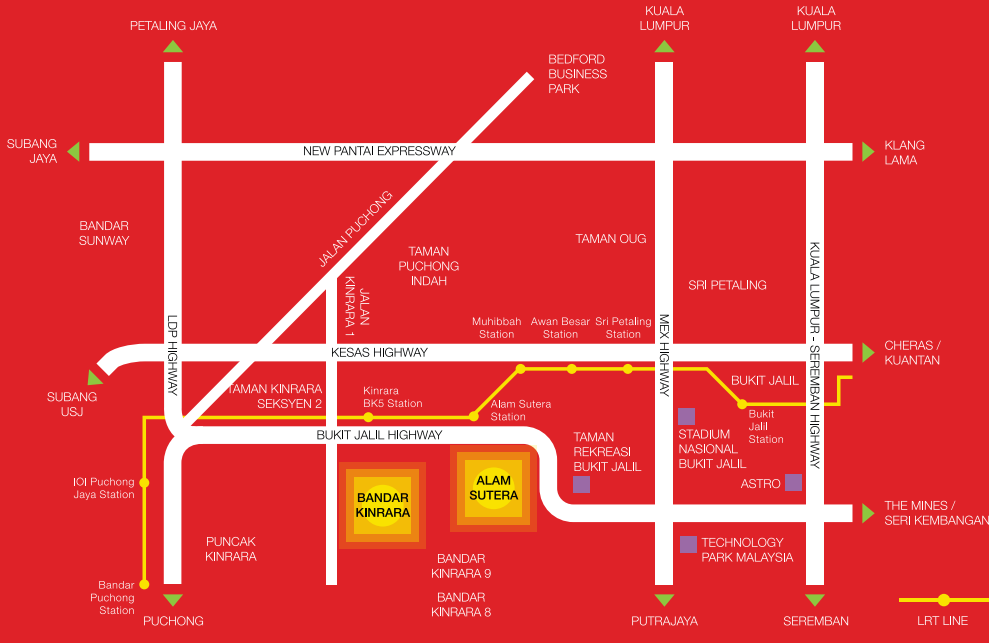 PETALING JAYA
KUALA
LUMPUR
KUALA
LUMPUR
BEDFORD
BUSINESS
PARK
SUBANG
JAYA
NEW PANTAI EXPRESSWAY
KLANG
LAMA
BANDAR
SUNWAY
JALAN PUCHONG
TAMAN
PUCHONG
INDAH
TAMAN OUG
SRI PETALING
JALAN
KINRARA 1
LDP HIGHWAY
MEX HIGHWAY
KUALA LUMPUR - SEREMBAN HIGHWAY
Muhibbah
Station
Awan Besar
Station
Sri Petaling
Station
KESAS HIGHWAY
CHERAS /
KUANTAN
SUBANG
USJ
TAMAN KINRARA
SEKSYEN 2
Kinrara
BK5 Station
Alam Sutera
Station
BUKIT JALIL
Bukit
Jalil
Station
BUKIT JALIL HIGHWAY
TAMAN
REKREASI
BUKIT JALIL
STADIUM
NASIONAL
BUKIT JALIL
IOI Puchong
Jaya Station
BANDAR
KINRARA
ALAM
SUTERA
ASTRO
THE MINES /
SERI KEMBANGAN
PUNCAK
KINRARA
TECHNOLOGY
PARK MALAYSIA
BANDAR
KINRARA 9
BANDAR
KINRARA 8
Bandar
Puchong
Station
PUCHONG
PUTRAJAYA
SEREMBAN
LRT LINE